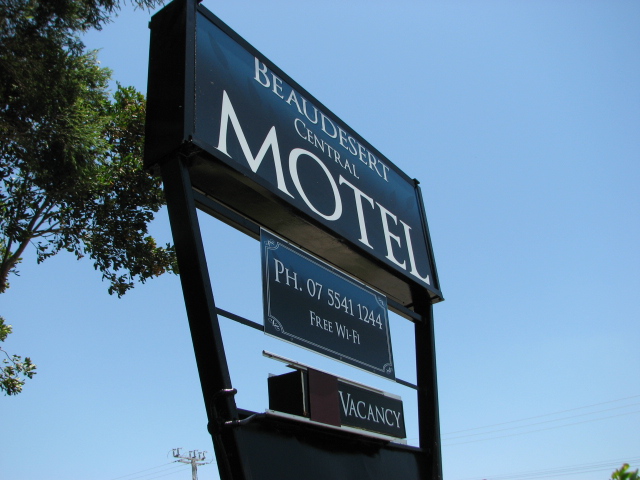 Beaudesert
Central
Motel
Ph. 07 5541 1244
Free Wi-Fi
Vacancy